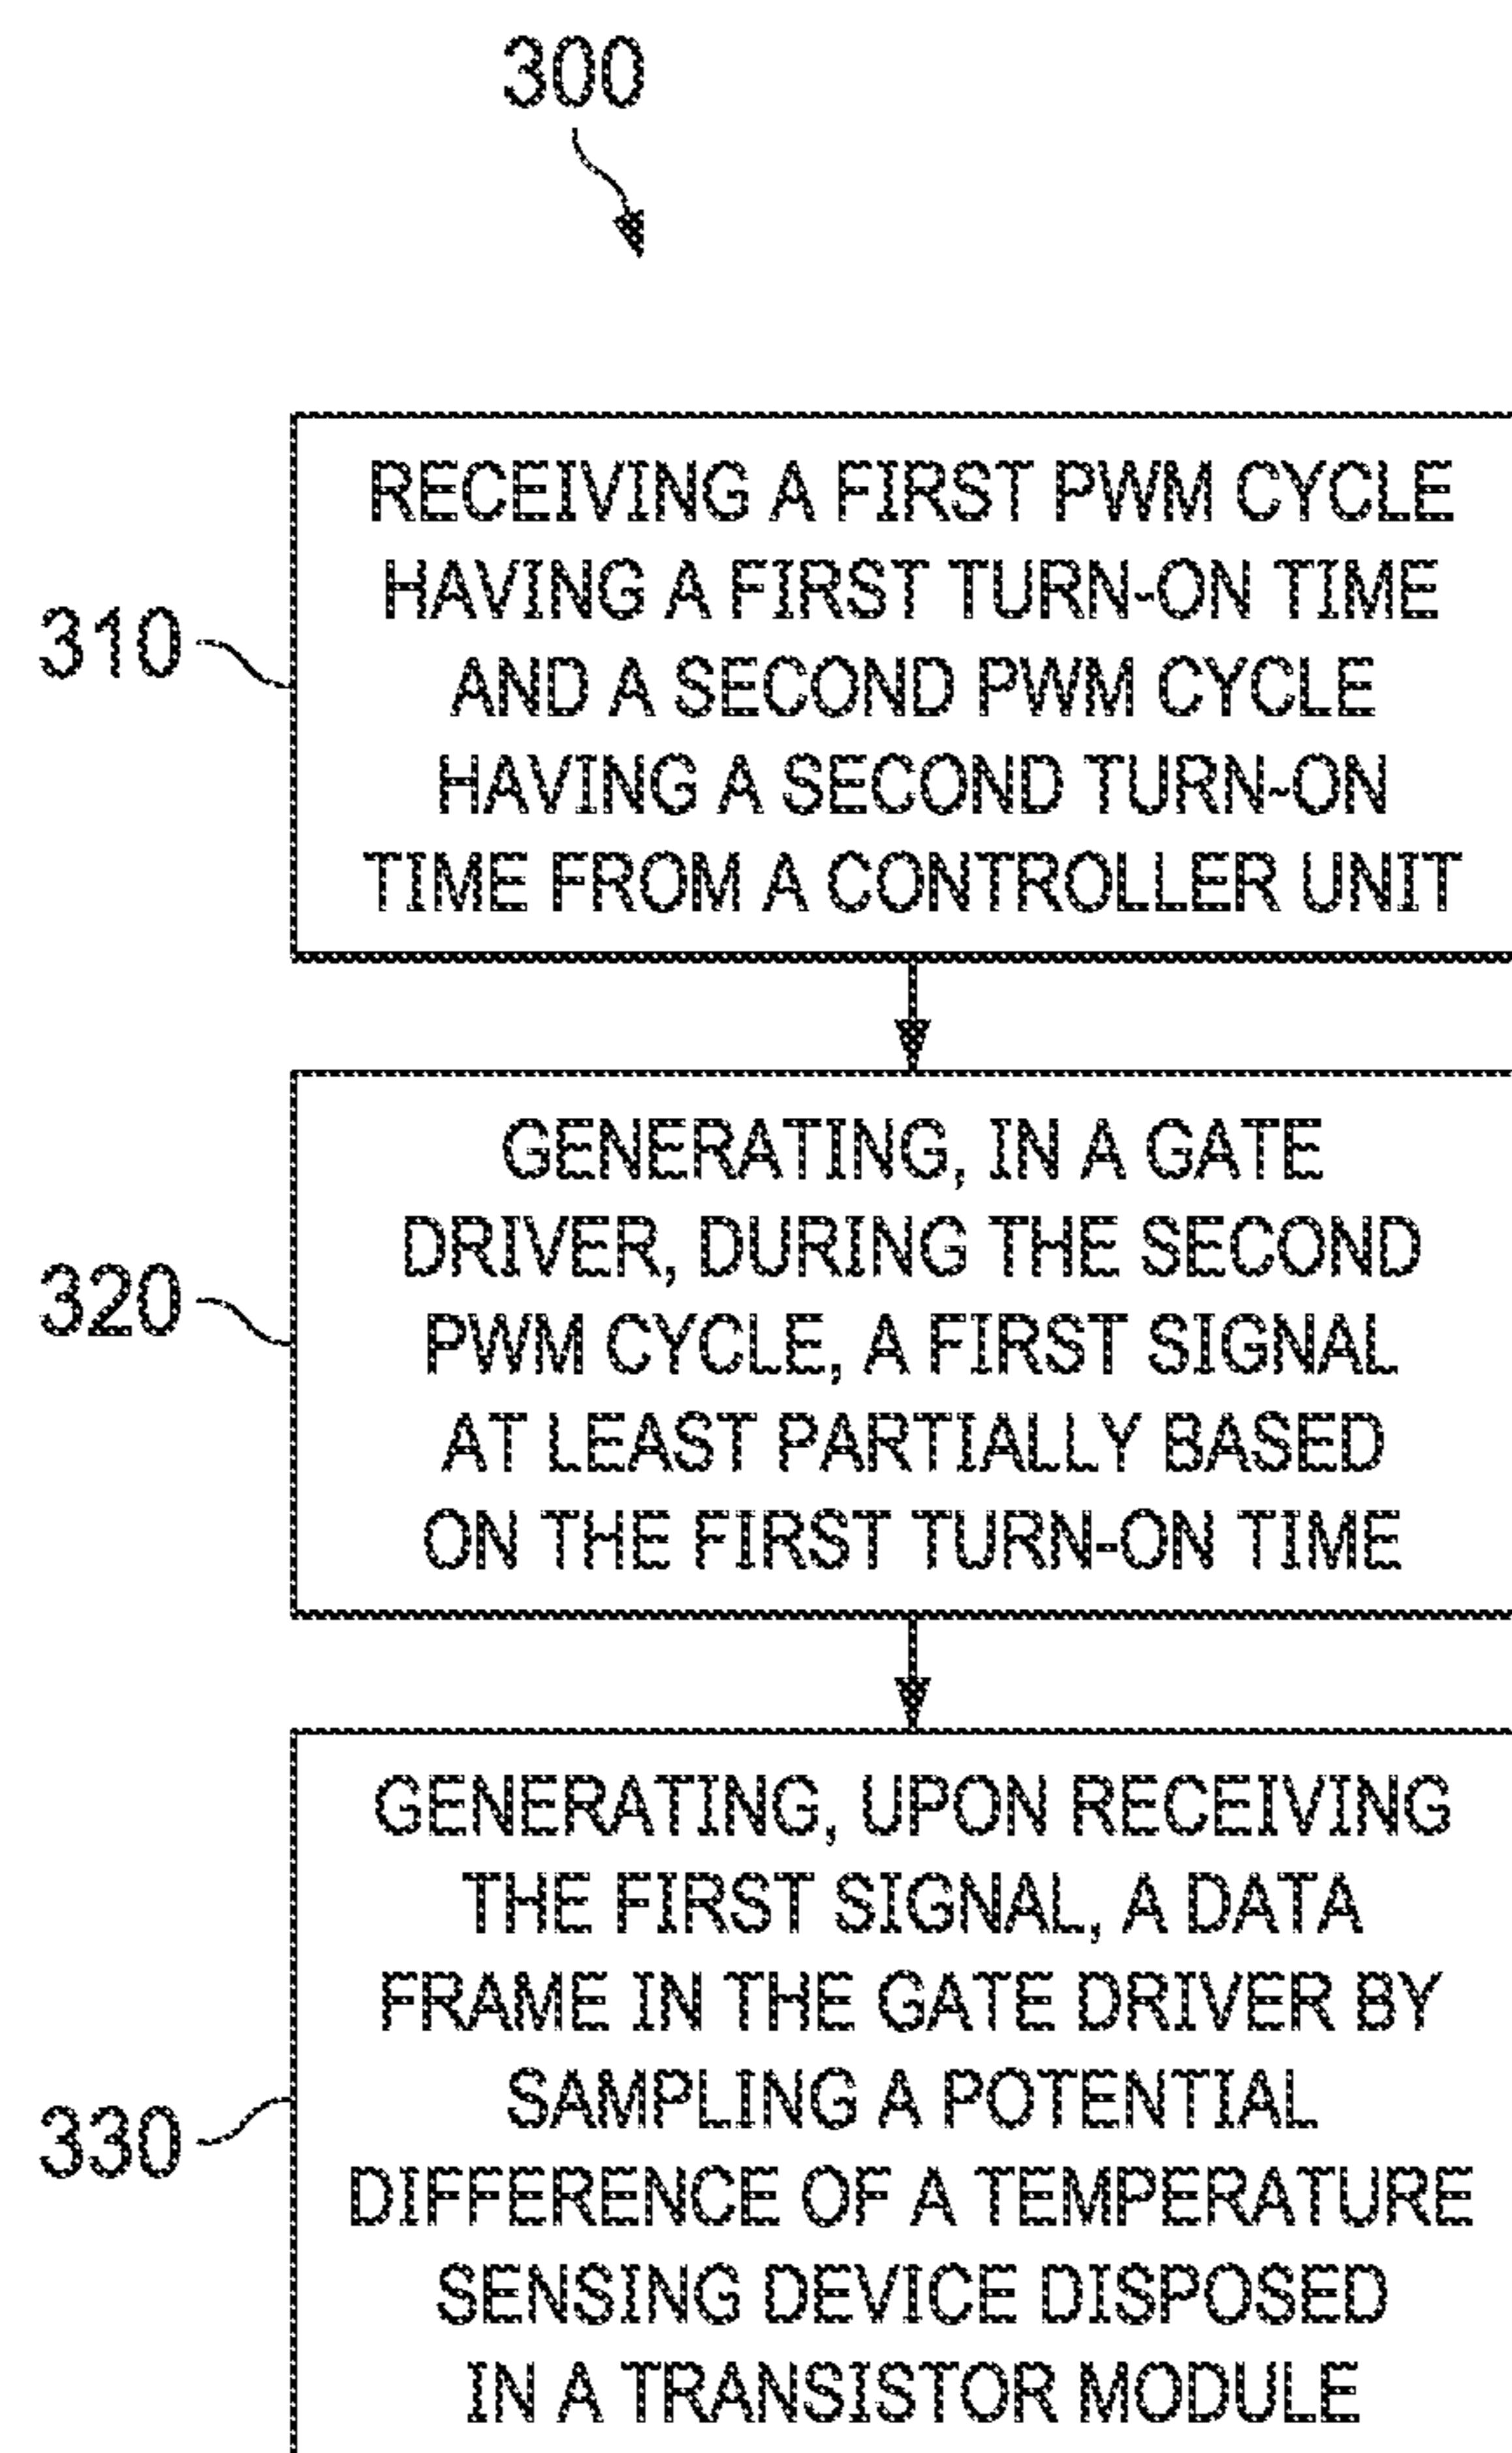 300
310
RECEIVING A FIRST PWM CYCLE
HAVING A FIRST TURN-ON TIME
AND A SECOND PWM CYCLE
HAVING A SECOND TURN-ON
TIME FROM A CONTROLLER UNIT
320
GENERATING, IN A GATE
DRIVER, DURING THE SECOND
PWM CYCLE, A FIRST SIGNAL
AT LEAST PARTIALLY BASED
ON THE FIRST TURN-ON TIME
330
GENERATING, UPON RECEIVING
THE FIRST SIGNAL, A DATA
FRAME IN THE GATE DRIVER BY
SAMPLING A POTENTIAL
DIFFERENCE OF A TEMPERATURE
SENSING DEVICE DISPOSED
IN A TRANSISTOR MODULE